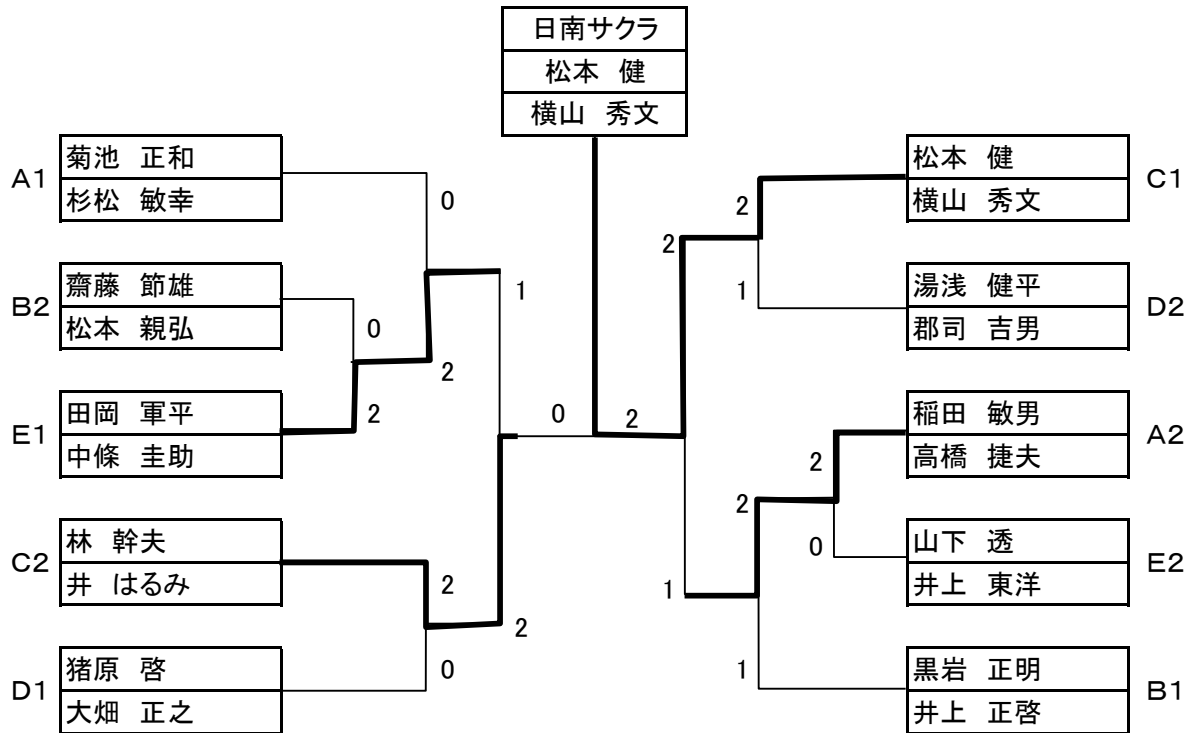 日南サクラ
松本 健
横山 秀文
A1
菊池 正和
杉松 敏幸
0
B2
齋藤 節雄
松本 親弘
0
1
E1
田岡 軍平
中條 圭助
2
2
0
C2
林 幹夫
井 はるみ
2
2
D1
猪原 啓
大畑 正之
0
松本 健
横山 秀文
C1
2
2
湯浅 健平
郡司 吉男
D2
1
稲田 敏男
高橋 捷夫
A2
2
2
2
山下 透
井上 東洋
E2
0
1
黒岩 正明
井上 正啓
B1
1